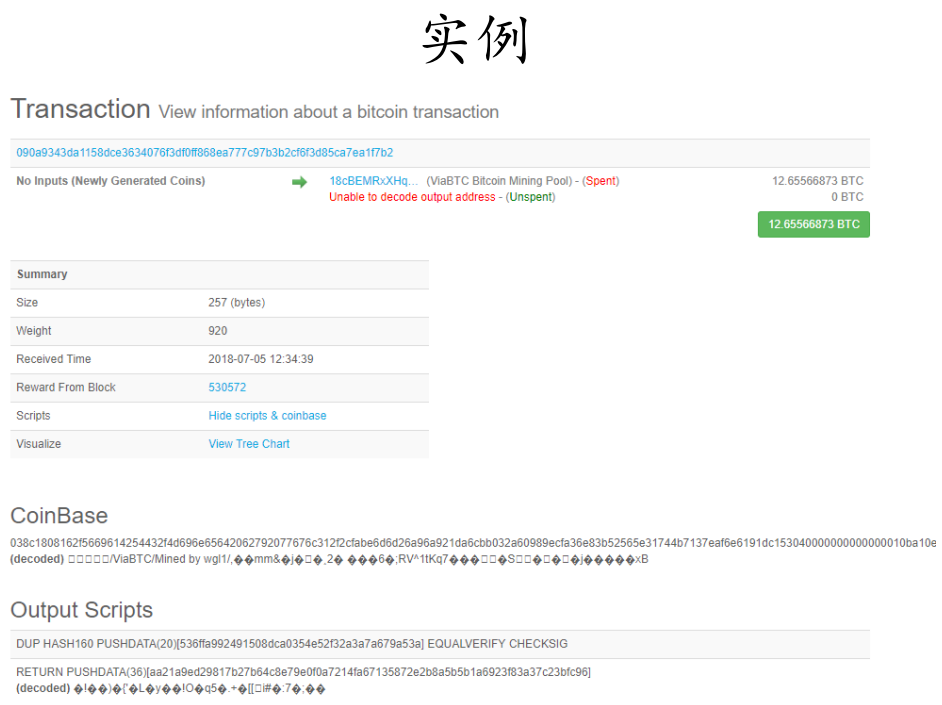 实例
Transaction View information about a bitcoin transaction
090a9343da1158dce3634076f3df0ff868ea777c97b3b2cf6f3d85ca7ea1f7b2
No Inputs (Newly Generated Coins)
18cBEMRxXHq... (ViaBTC Bitcoin Mining Pool) - (Spent) 12.65566873 BTC
Unable to decode output address - (Unspent) 0 BTC
12.65566873 BTC
Summary
Size 257 (bytes)
Weight 920
Received Time 2018-07-05 12:34:39
Reward From Block 530572
Scripts Hide scripts & coinbase
Visualize View Tree Chart
CoinBase
038c1808162f5669614254432f4d696e65642062792077676c312f2cfabe6d6d26a96a921da6cbb032a60989ecfa36e83b52565e31744b7137eaf6e6191dc153040000000000000010ba10e
(decoded) □□□□□/ViaBTC/Mined by wgl1/,��mm&�j�□�˛2� ���6�;RV^1tKq7���□□�S□�□�□�j�����xB
Output Scripts
DUP HASH160 PUSHDATA(20)[536ffa992491508dca0354e52f32a3a7a679a53a] EQUALVERIFY CHECKSIG
RETURN PUSHDATA(36)[aa21a9ed29817b27b64c8e79e0f0a7214fa67135872e2b8a5b5b1a6923f83a37c23bfc96]
(decoded) �!��)�{'�L�y��!O�q5�.+�[[□i#�:7�;��